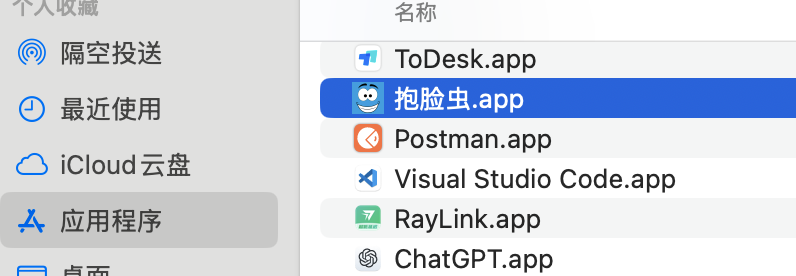 个人收藏
隔空投送
最近使用
iCloud云盘
应用程序
桌面
名称
ToDesk.app
抱脸虫.app
Postman.app
Visual Studio Code.app
RayLink.app
ChatGPT.app